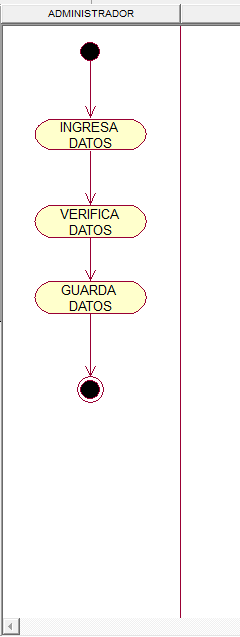 ADMINISTRADOR
INGRESA
DATOS
VERIFICA
DATOS
GUARDA
DATOS